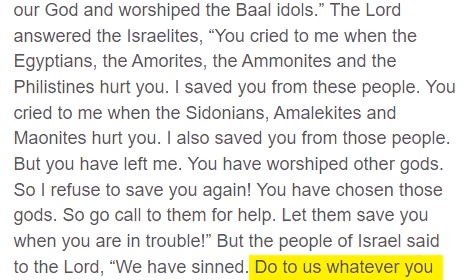 our God and worshiped the Baal idols.” The Lord
answered the Israelites, “You cried to me when the
Egyptians, the Amorites, the Ammonites and the
Philistines hurt you. I saved you from these people. You
cried to me when the Sidonians, Amalekites and
Maonites hurt you. I also saved you from those people.
But you have left me. You have worshiped other gods.
So I refuse to save you again! You have chosen those
gods. So go call to them for help. Let them save you
when you are in trouble!” But the people of Israel said
to the Lord, “We have sinned. Do to us whatever you